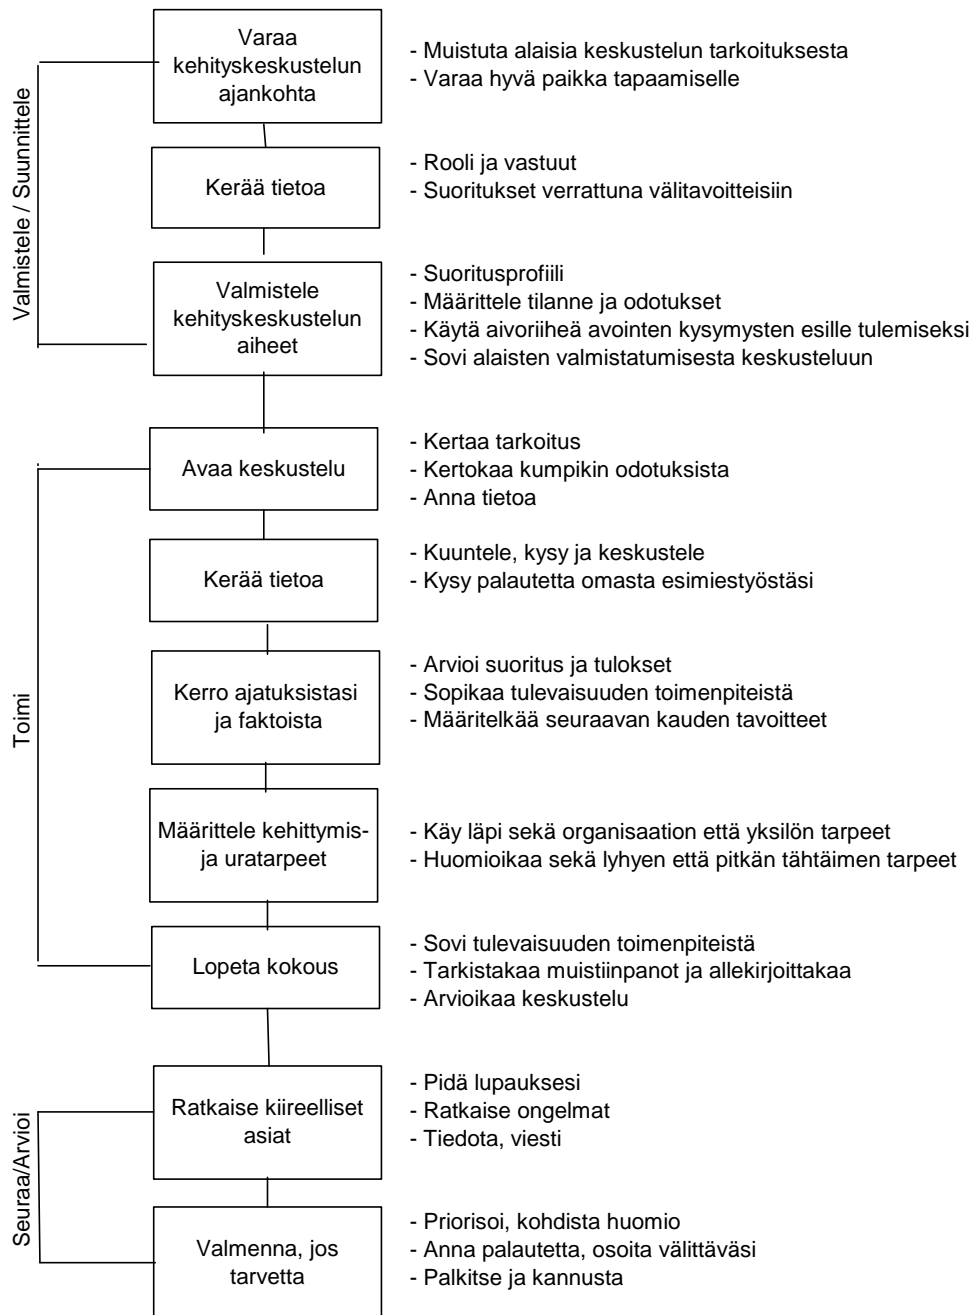 Varaa
kehityskeskustelun
ajankohta
- Muistuta alaisia keskustelun tarkoituksesta
- Varaa hyvä paikka tapaamiselle
Valmistele / Suunnittele
Kerää tietoa
- Rooli ja vastuut
- Suoritukset verrattuna välitavoitteisiin
Valmistele
kehityskeskustelun
aiheet
- Suoritusprofiili
- Määrittele tilanne ja odotukset
- Käytä aivoriiheä avointen kysymysten esille tulemiseksi
- Sovi alaisten valmistatumisesta keskusteluun
Avaa keskustelu
- Kertaa tarkoitus
- Kertokaa kumpikin odotuksista
- Anna tietoa
Toimi
Kerää tietoa
- Kuuntele, kysy ja keskustele
- Kysy palautetta omasta esimiestyöstäsi
Kerro ajatuksistasi
ja faktoista
- Arvioi suoritus ja tulokset
- Sopikaa tulevaisuuden toimenpiteistä
- Määritelkää seuraavan kauden tavoitteet
Määrittele kehittymis-
ja uratarpeet
- Käy läpi sekä organisaation että yksilön tarpeet
- Huomioikaa sekä lyhyen että pitkän tähtäimen tarpeet
Lopeta kokous
- Sovi tulevaisuuden toimenpiteistä
- Tarkistakaa muistiinpanot ja allekirjoittakaa
- Arvioikaa keskustelu
Seuraa/Arvioi
Ratkaise kiireelliset
asiat
- Pidä lupauksesi
- Ratkaise ongelmat
- Tiedota, viesti
Valmenna, jos
tarvetta
- Priorisoi, kohdista huomio
- Anna palautetta, osoita välittäväsi
- Palkitse ja kannusta